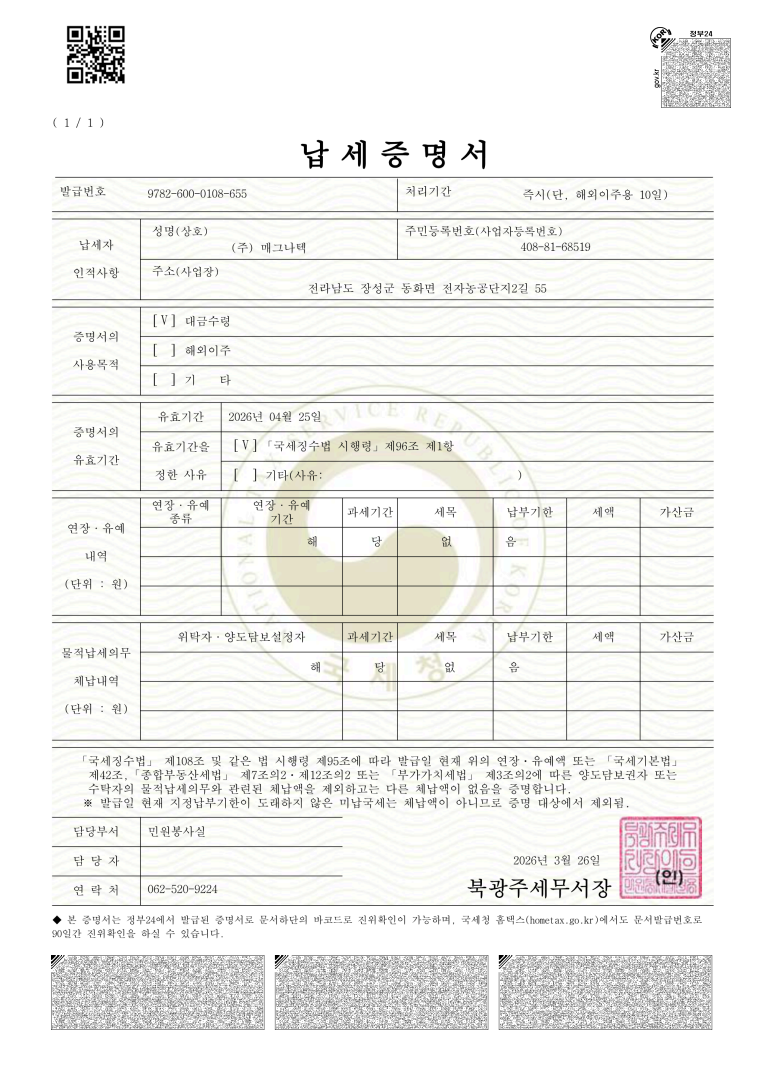 정부24
gov.kr
( 1 / 1 )
납 세 증 명 서
발급번호 9782-600-0108-655 처리기간 즉시(단, 해외이주용 10일)
납세자 인적사항
성명(상호) 주민등록번호(사업자등록번호)
(주) 매그나텍 408-81-68519
주소(사업장)
전라남도 장성군 동화면 전자농공단지2길 55
증명서의 사용목적
[ V ] 대금수령
[ ] 해외이주
[ ] 기 타
증명서의 유효기간
유효기간 2026년 04월 25일
유효기간을 정한 사유
[ V ] 「국세징수법 시행령」제96조 제1항
[ ] 기타(사유: )
연장ㆍ유예 내역 (단위 : 원)
연장ㆍ유예 종류 연장ㆍ유예 기간 과세기간 세목 납부기한 세액 가산금
해 당 없 음
물적납세의무 체납내역 (단위 : 원)
위탁자ㆍ양도담보설정자 과세기간 세목 납부기한 세액 가산금
해 당 없 음
국세청
「국세징수법」 제108조 및 같은 법 시행령 제95조에 따라 발급일 현재 위의 연장ㆍ유예액 또는 「국세기본법」
제42조,「종합부동산세법」 제7조의2ㆍ제12조의2 또는 「부가가치세법」 제3조의2에 따른 양도담보권자 또는
수탁자의 물적납세의무와 관련된 체납액을 제외하고는 다른 체납액이 없음을 증명합니다.
※ 발급일 현재 지정납부기한이 도래하지 않은 미납국세는 체납액이 아니므로 증명 대상에서 제외됨.
담당부서 민원봉사실
담 당 자
연 락 처 062-520-9224
2026년 3월 26일
북광주세무서장 (인)
◆ 본 증명서는 정부24에서 발급된 증명서로 문서하단의 바코드로 진위확인이 가능하며, 국세청 홈텍스(hometax.go.kr)에서도 문서발급번호로
90일간 진위확인을 하실 수 있습니다.